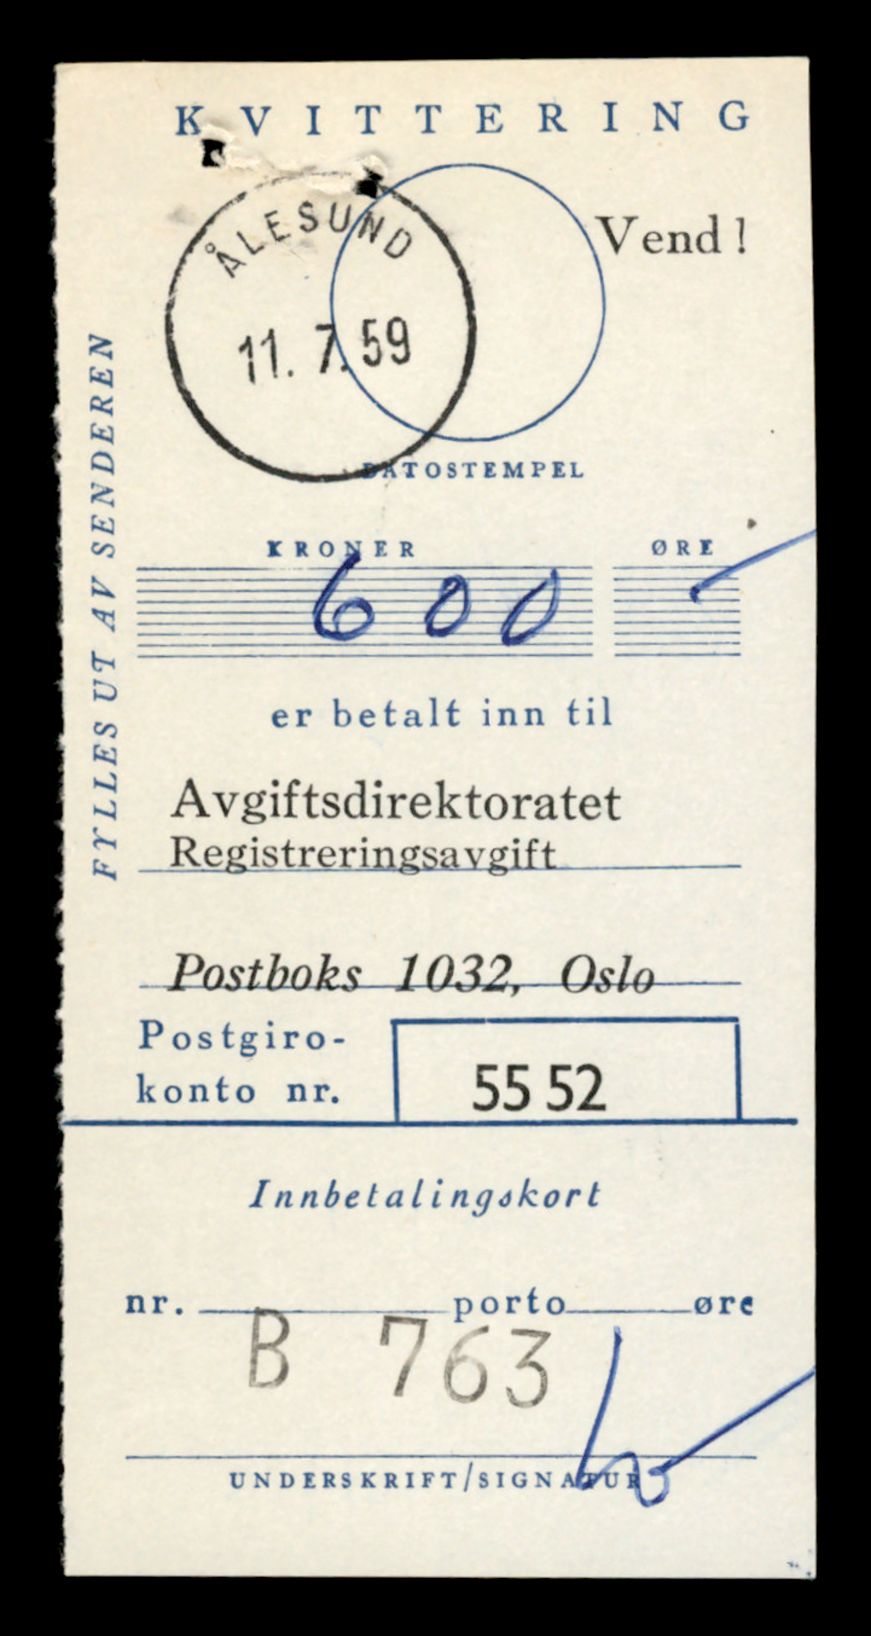 KVITTERING
ÅLESUND
Vend!
11. 7. 59
DATOSTEMPEL
FYLLES UT AV SENDEREN
KRONER ØRE
600 —
er betalt inn til
Avgiftsdirektoratet
Registreringsavgift
Postboks 1032, Oslo
Postgiro-
konto nr. 55 52
Innbetalingskort
nr. porto øre
B 763
UNDERSKRIFT/SIGNATUR